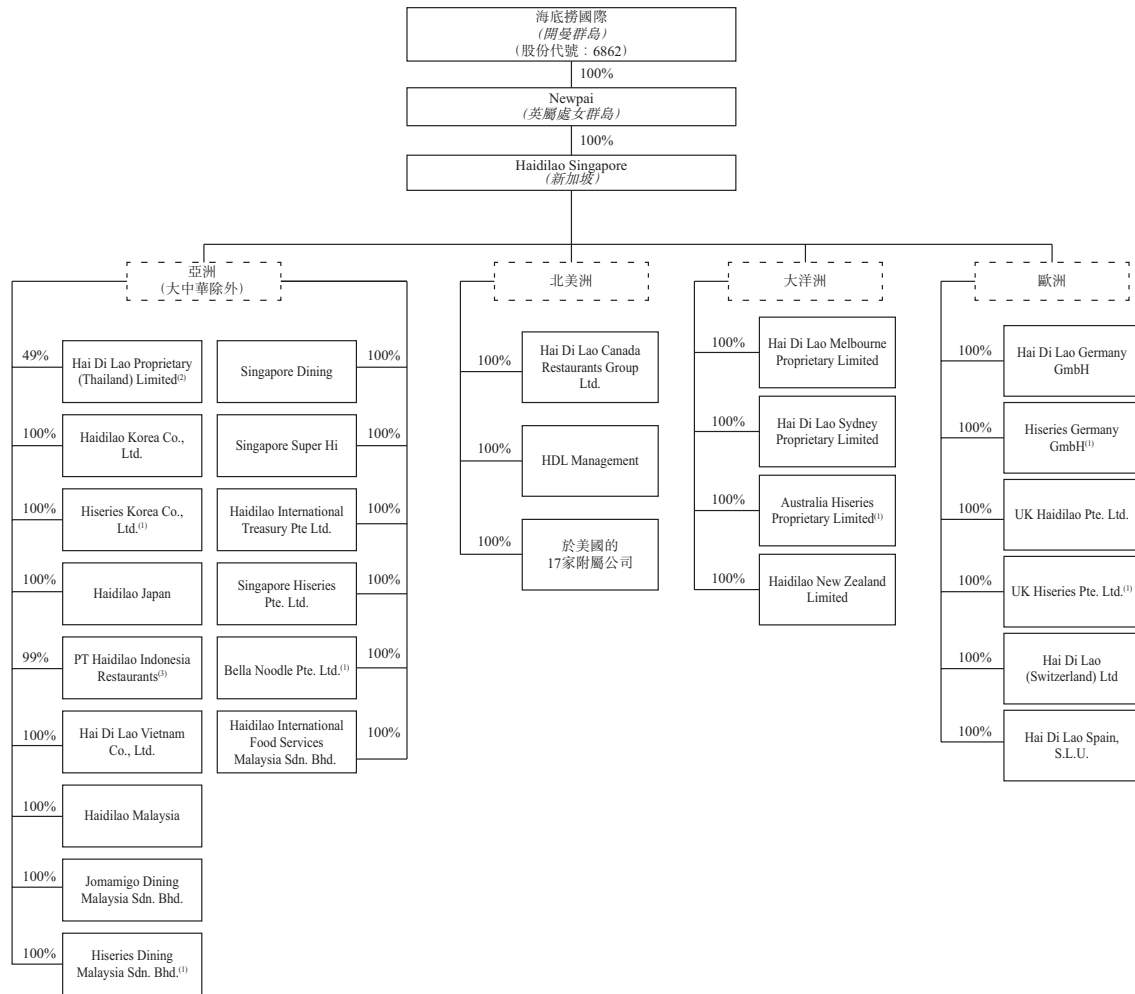 海底撈國際
(開曼群島)
(股份代號：6862)
100%
Newpai
(英屬處女群島)
100%
Haidilao Singapore
(新加坡)
亞洲
(大中華除外)
49%
Hai Di Lao Proprietary
(Thailand) Limited(2)
100%
Haidilao Korea Co.,
Ltd.
100%
Hiseries Korea Co.,
Ltd.(1)
100%
Haidilao Japan
99%
PT Haidilao Indonesia
Restaurants(3)
100%
Hai Di Lao Vietnam
Co., Ltd.
100%
Haidilao Malaysia
100%
Jomamigo Dining
Malaysia Sdn. Bhd.
100%
Hiseries Dining
Malaysia Sdn. Bhd.(1)
Singapore Dining
100%
Singapore Super Hi
100%
Haidilao International
Treasury Pte Ltd.
100%
Singapore Hiseries
Pte. Ltd.
100%
Bella Noodle Pte. Ltd.(1)
100%
Haidilao International
Food Services
Malaysia Sdn. Bhd.
100%
北美洲
100%
Hai Di Lao Canada
Restaurants Group
Ltd.
100%
HDL Management
100%
於美國的
17家附屬公司
大洋洲
100%
Hai Di Lao Melbourne
Proprietary Limited
100%
Hai Di Lao Sydney
Proprietary Limited
100%
Australia Hiseries
Proprietary Limited(1)
100%
Haidilao New Zealand
Limited
歐洲
100%
Hai Di Lao Germany
GmbH
100%
Hiseries Germany
GmbH(1)
100%
UK Haidilao Pte. Ltd.
100%
UK Hiseries Pte. Ltd.(1)
100%
Hai Di Lao
(Switzerland) Ltd
100%
Hai Di Lao Spain,
S.L.U.